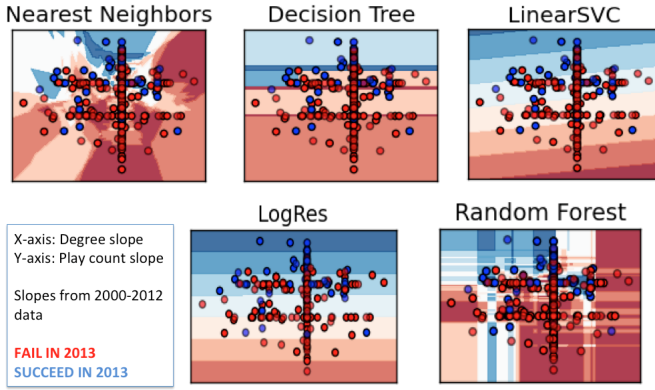 Nearest Neighbors
Decision Tree
LinearSVC
LogRes
Random Forest
X-axis: Degree slope
Y-axis: Play count slope
Slopes from 2000-2012
data
FAIL IN 2013
SUCCEED IN 2013